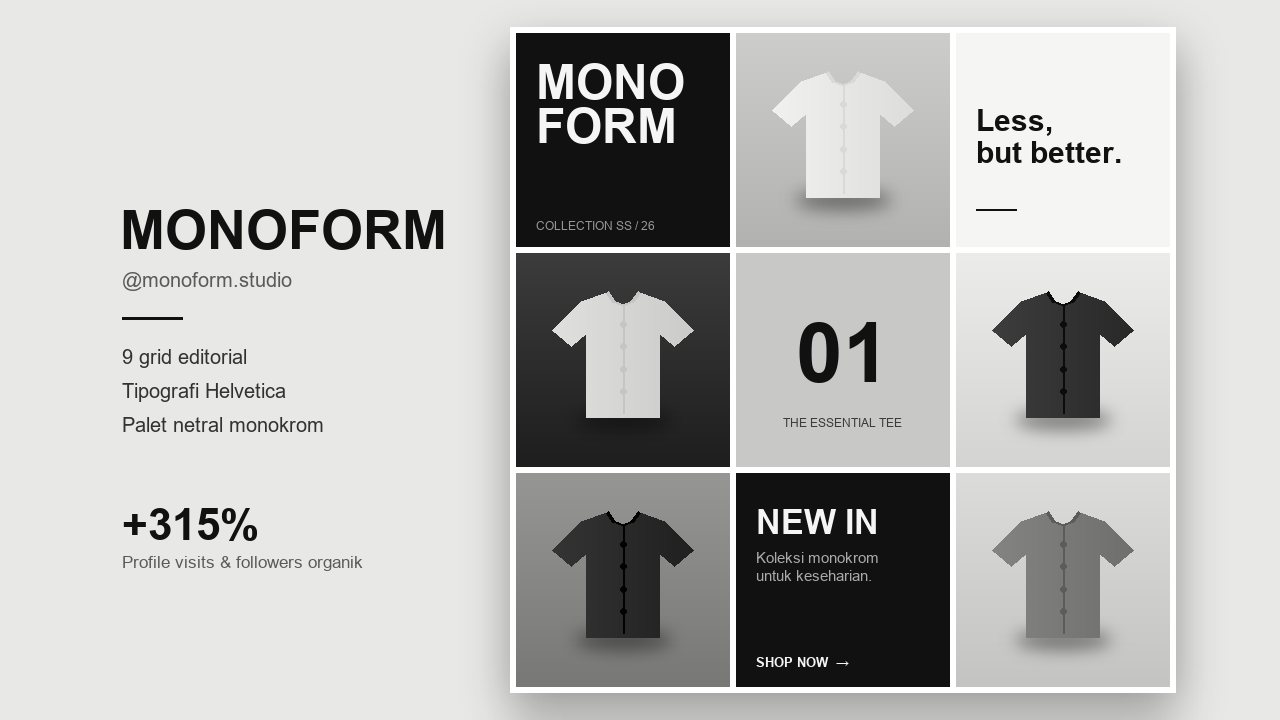 MONOFORM
@monoform.studio
9 grid editorial
Tipografi Helvetica
Palet netral monokrom
+315%
Profile visits & followers organik
MONO
FORM
COLLECTION SS / 26
Less,
but better.
01
THE ESSENTIAL TEE
NEW IN
Koleksi monokrom
untuk keseharian.
SHOP NOW →